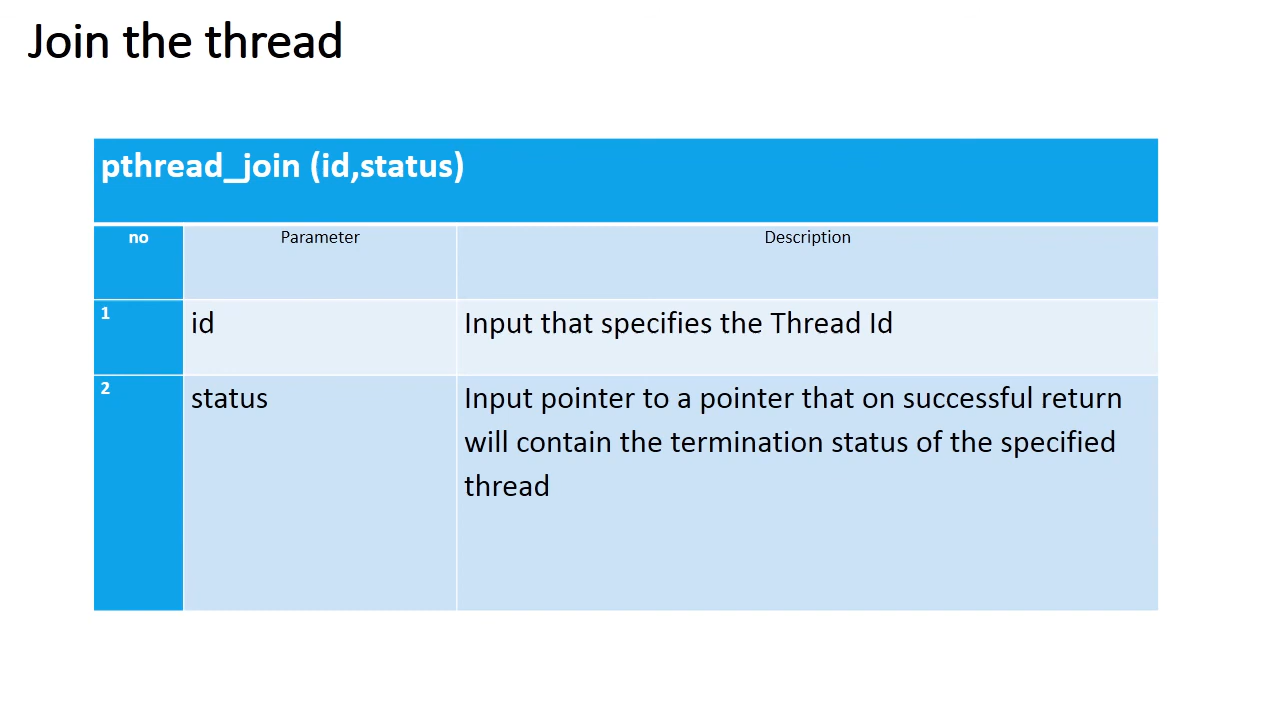 Join the thread
pthread_join (id,status)
no Parameter Description
1 id Input that specifies the Thread Id
2 status Input pointer to a pointer that on successful return
will contain the termination status of the specified
thread